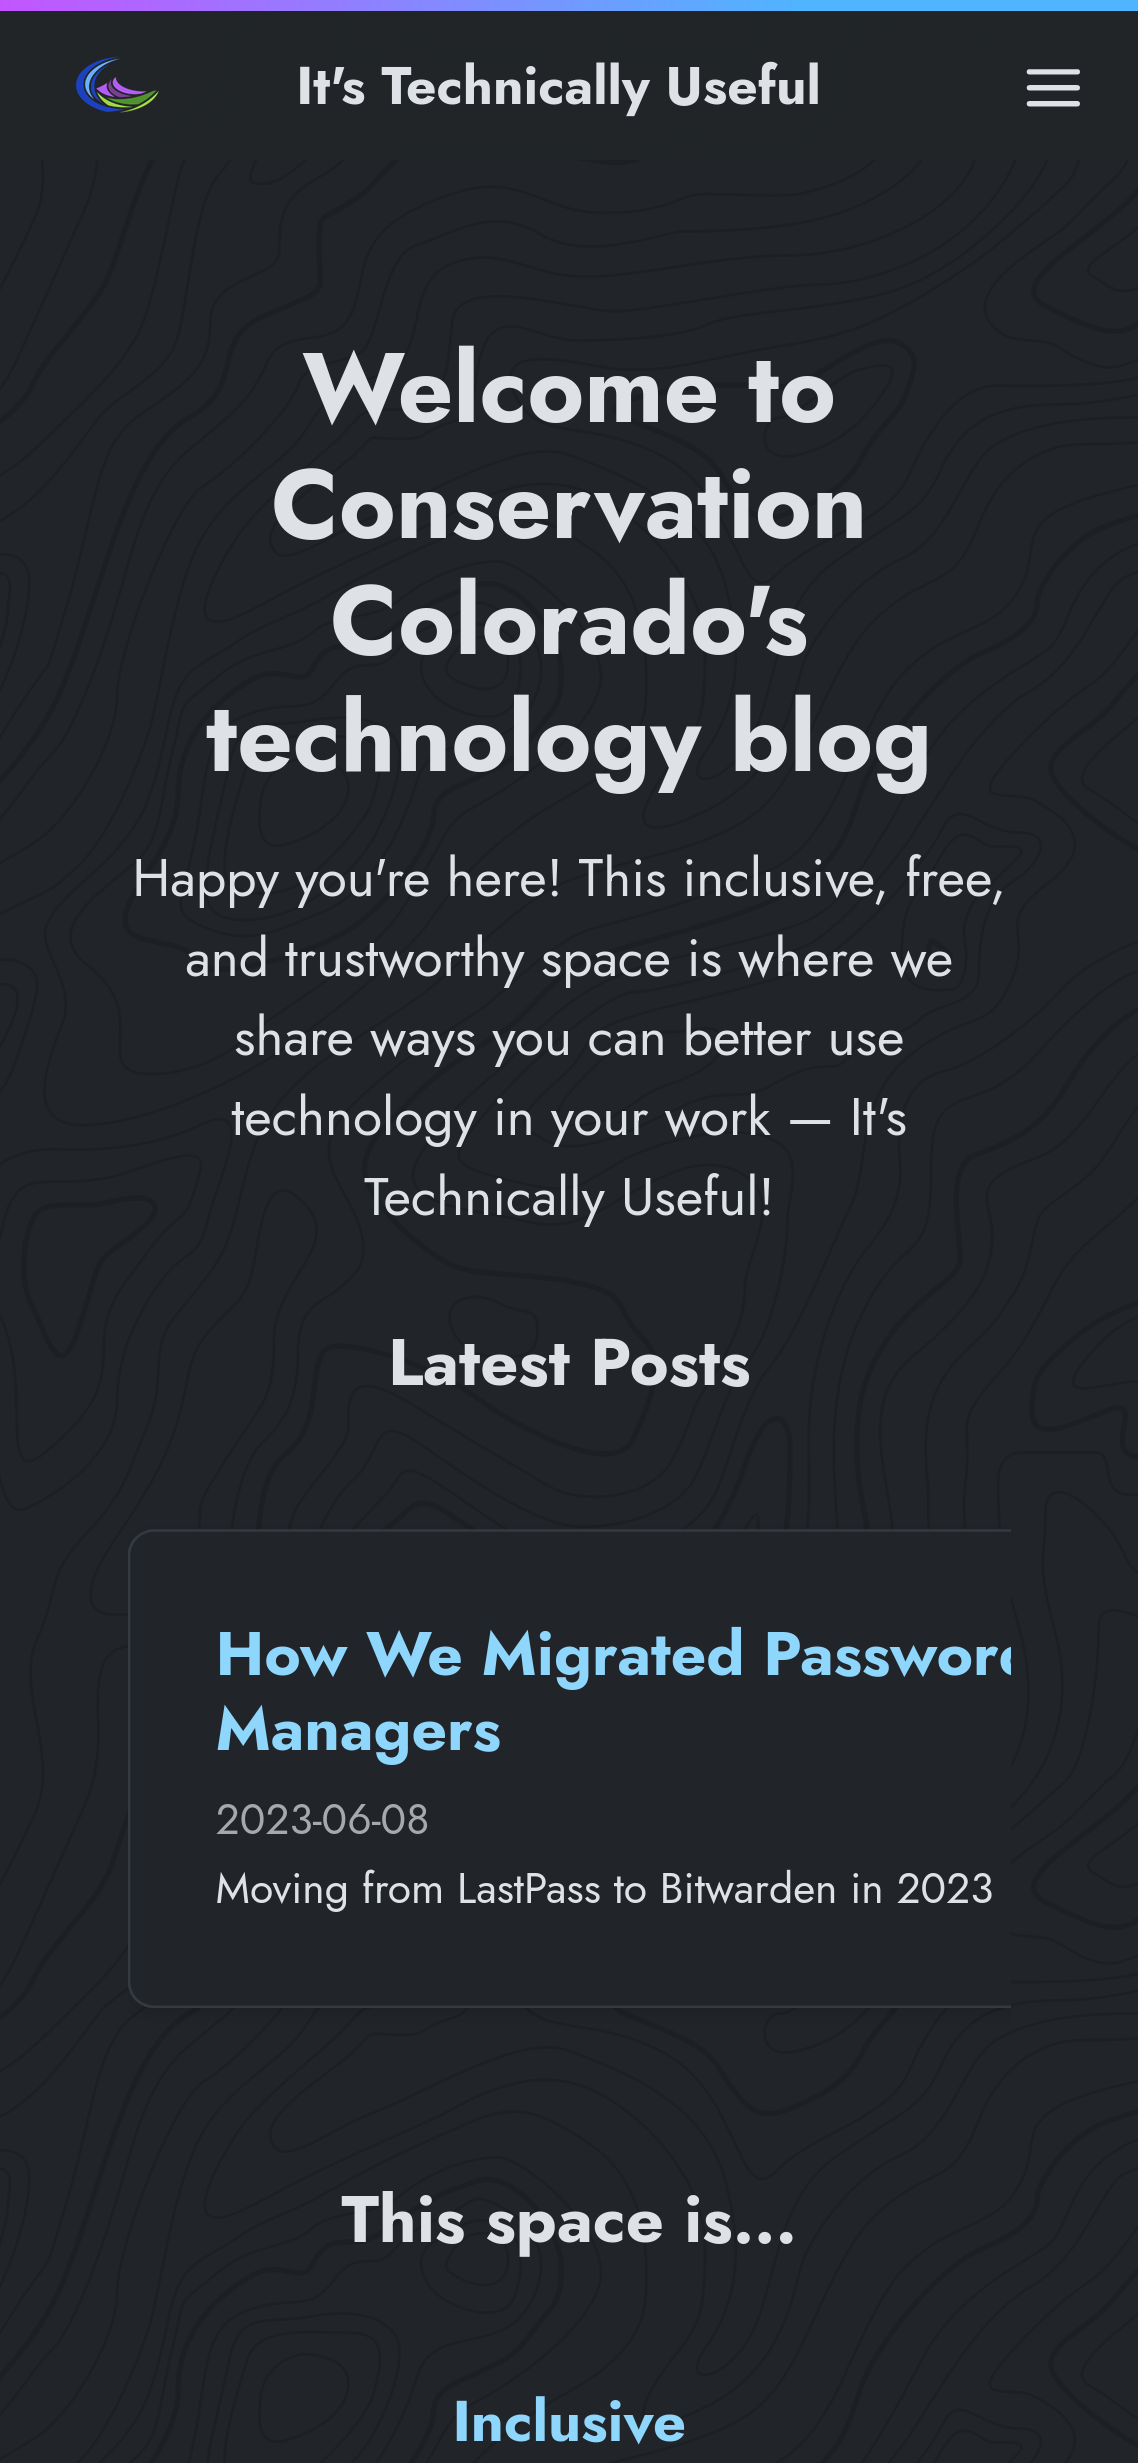 It's Technically Useful
Welcome to
Conservation
Colorado's
technology blog
Happy you're here! This inclusive, free,
and trustworthy space is where we
share ways you can better use
technology in your work — It's
Technically Useful!
Latest Posts
How We Migrated Password
Managers
2023-06-08
Moving from LastPass to Bitwarden in 2023
This space is...
Inclusive